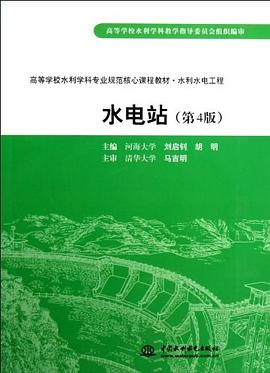 高等学校水利学科教学指导委员会组织编审
高等学校水利学科专业规范核心课程教材·水利水电工程
水电站(第4版)
主编 河海大学 刘启钊 胡明
主审 清华大学 马吉明
中国水利水电出版社